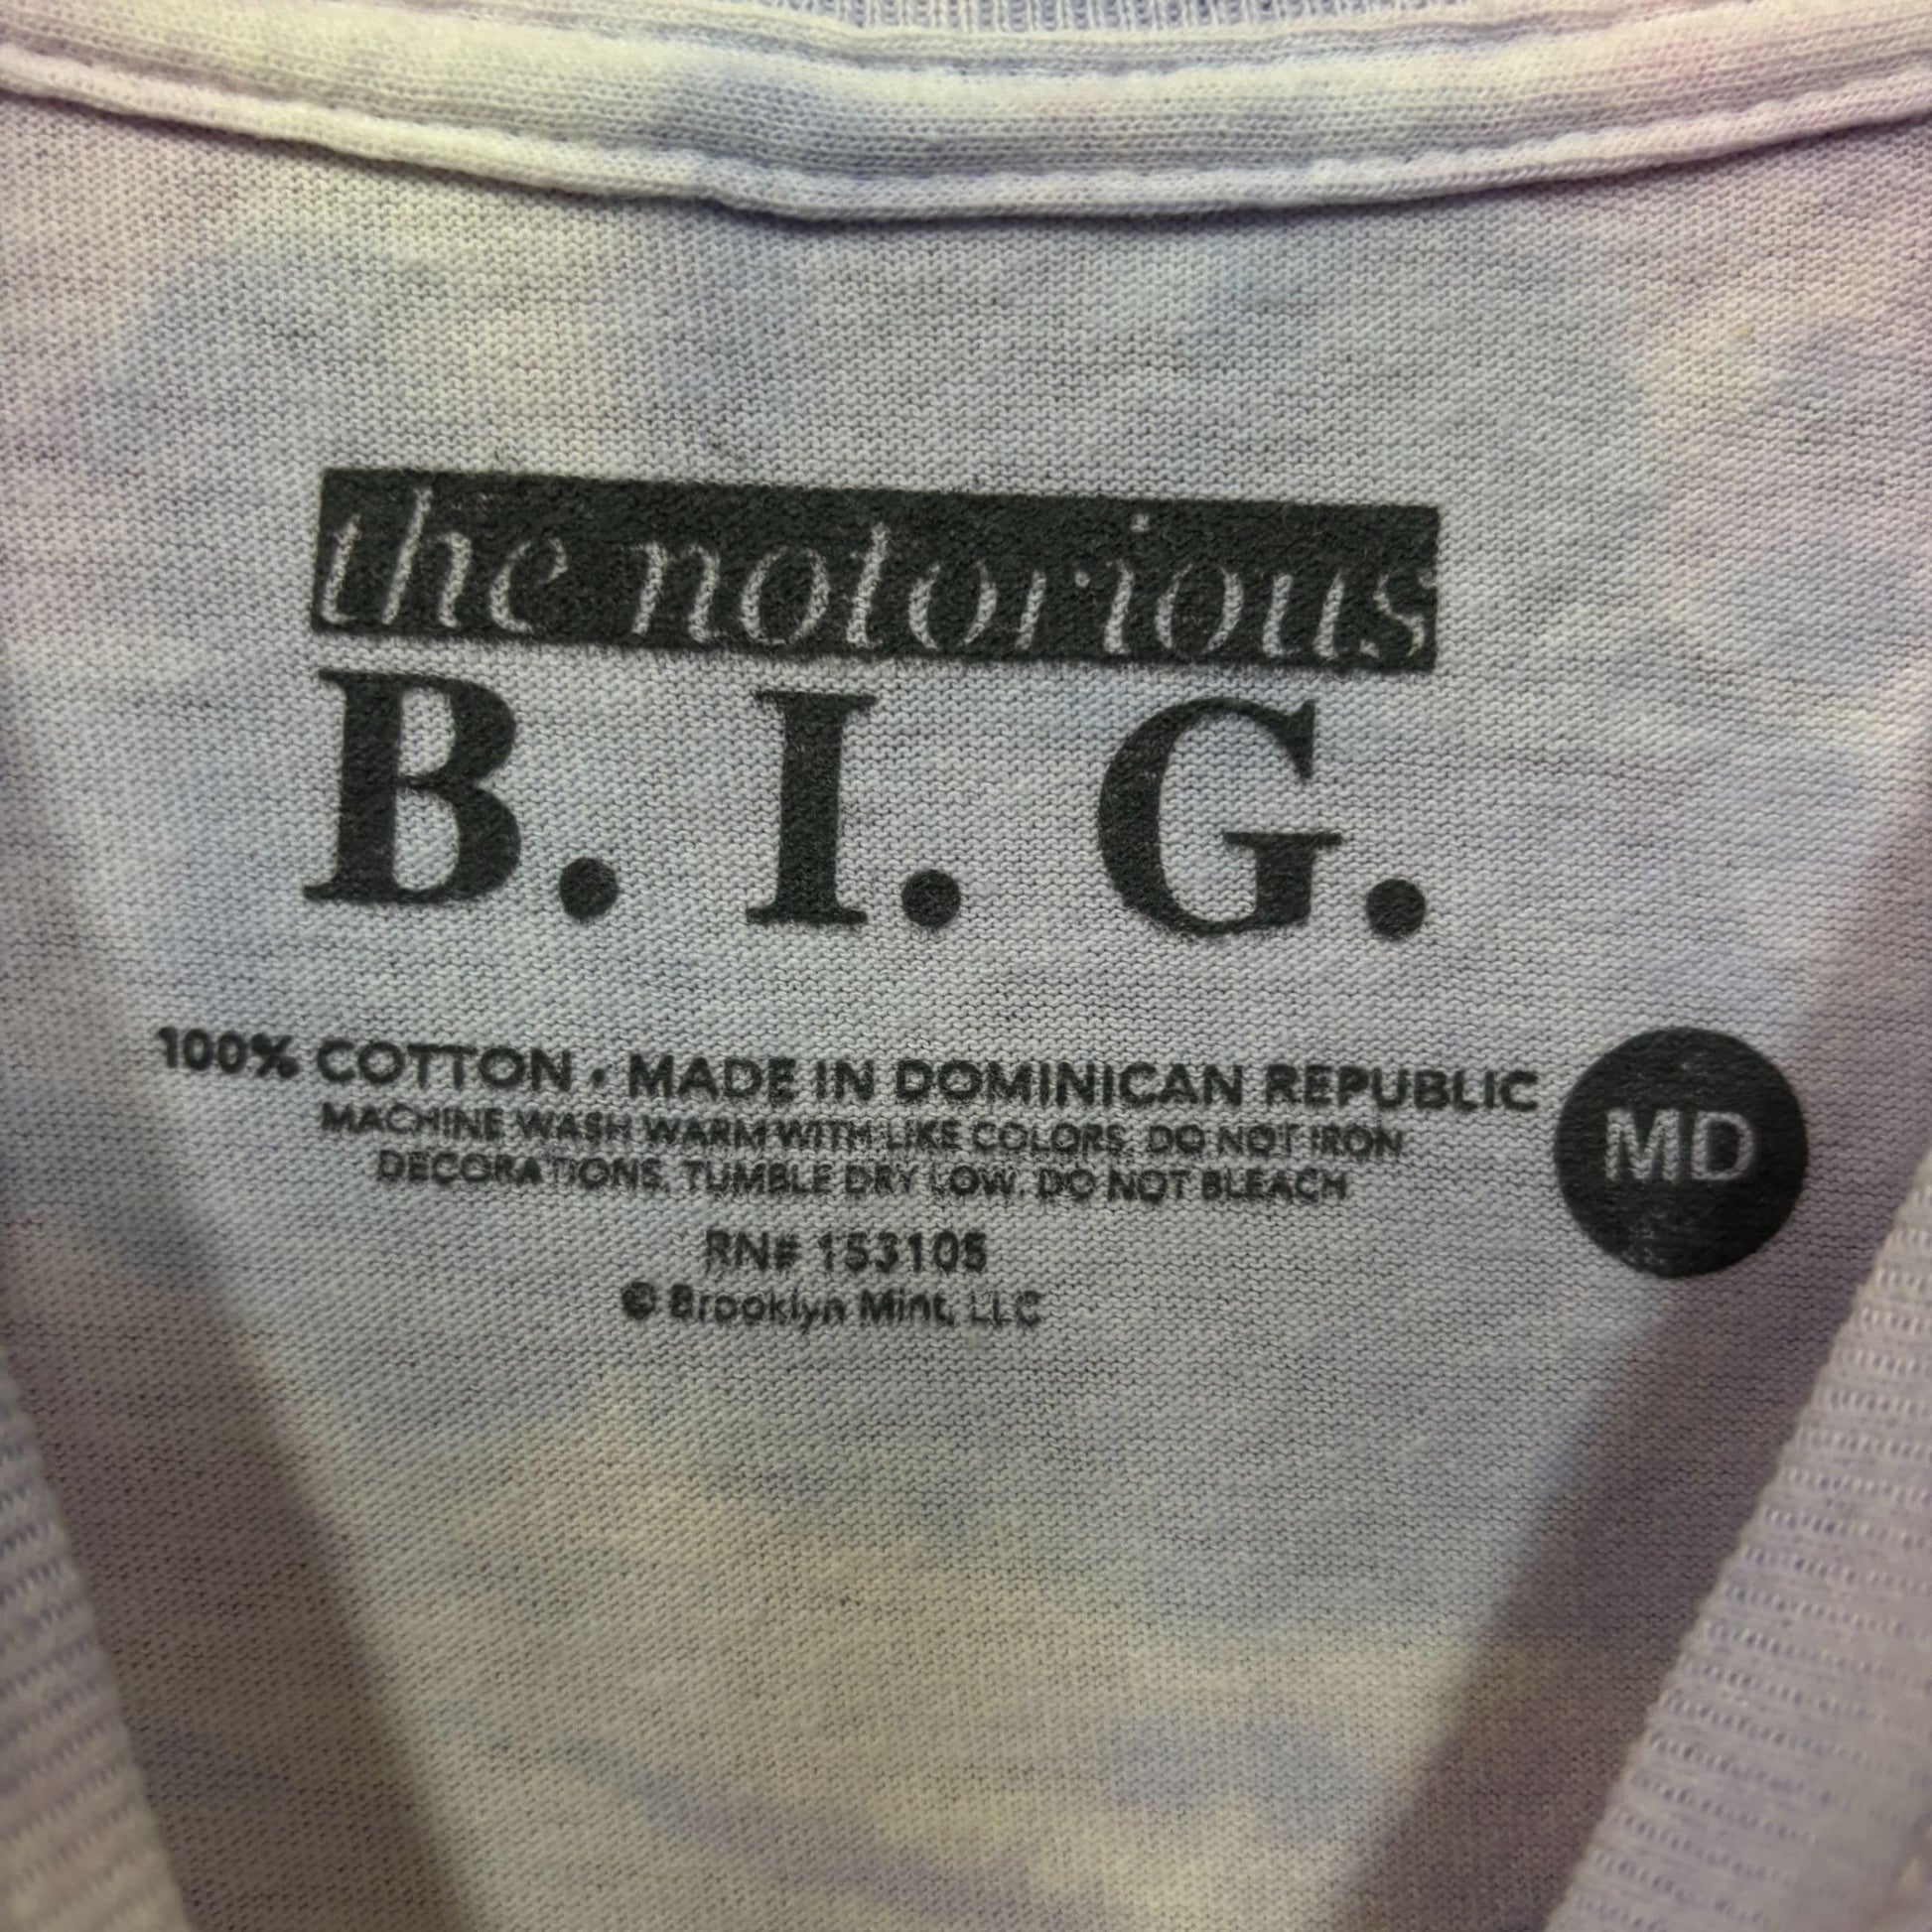 the notorious
B. I. G.
100% COTTON • MADE IN DOMINICAN REPUBLIC
MACHINE WASH WARM WITH LIKE COLORS. DO NOT IRON
DECORATIONS. TUMBLE DRY LOW. DO NOT BLEACH
MD
RN# 153105
© Brooklyn Mint, LLC